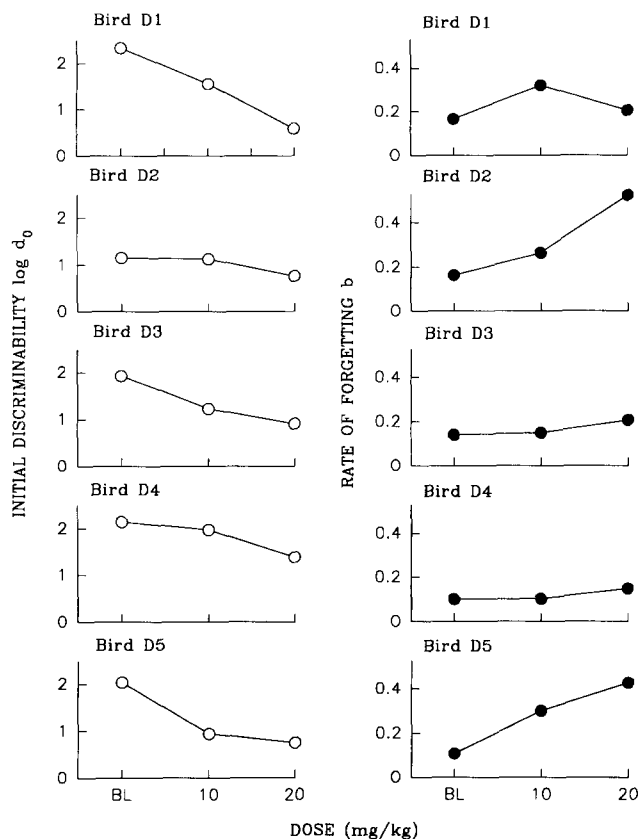 Bird D1
2
1
0
Bird D2
2
1
0
Bird D3
2
1
0
Bird D4
2
1
0
Bird D5
2
1
0
BL
10
20
INITIAL DISCRIMINABILITY log d0
Bird D1
0.4
0.2
0
Bird D2
0.4
0.2
0
Bird D3
0.4
0.2
0
Bird D4
0.4
0.2
0
Bird D5
0.4
0.2
0
BL
10
20
RATE OF FORGETTING b
DOSE (mg/kg)